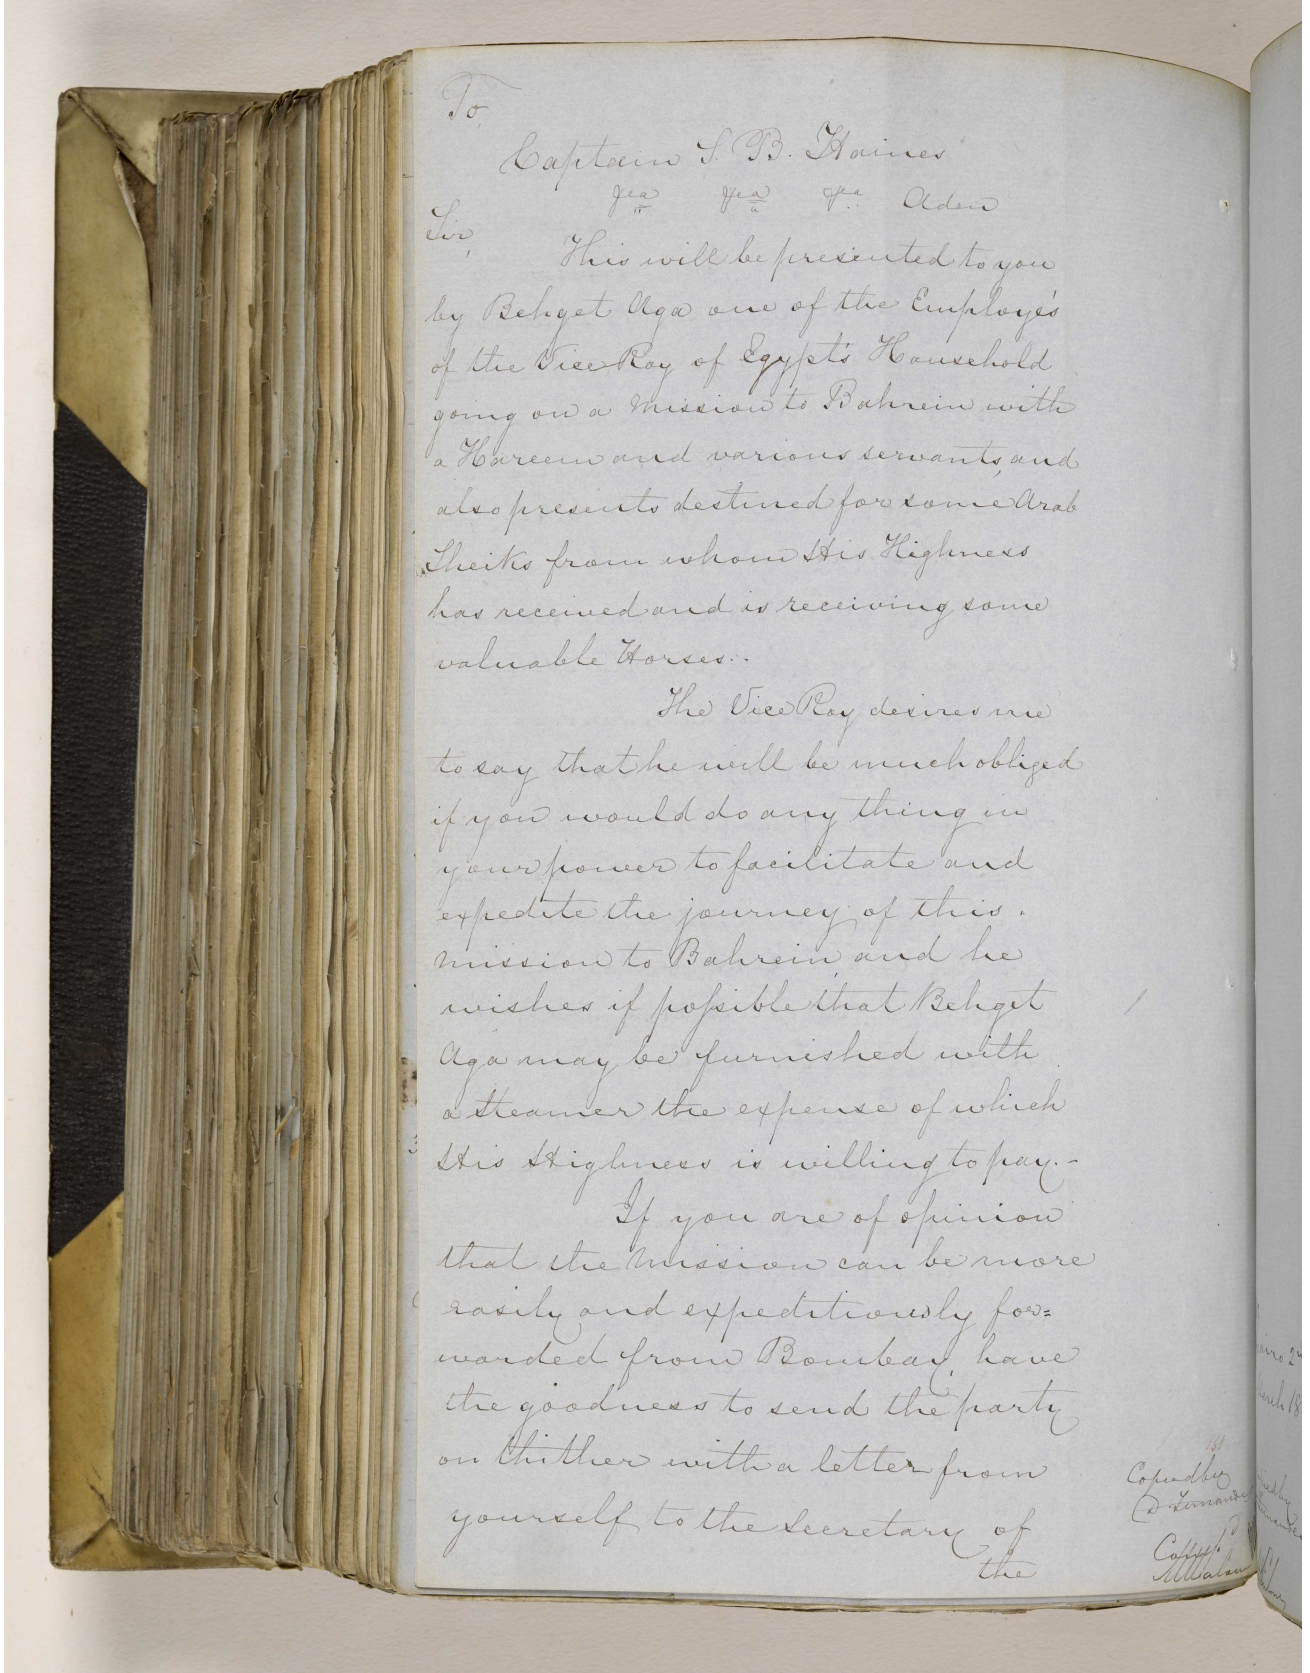 To,
Captain S. B. Haines
&ca &ca &ca Aden
Sir,
This will be presented to you
by Behget Aga one of the Employé's
of the Vice Roy of Egypt's Household
going on a Mission to Bahrein with
a Hareem and various servants, and
also presents destined for some Arab
Sheiks from whom His Highness
has received and is receiving some
valuable Horses..
The Vice Roy desires me
to say that he will be much obliged
if you would do any thing in
your power to facilitate and
expedite the journey of this.
mission to Bahrein, and he
wishes if possible that Behget
Aga may be furnished with
a Steamer the expense of which
His Highness is willing to pay.-
If you are of opinion
that the Mission can be more
easily and expeditiously for=
warded from Bombay, have
the goodness to send the party
on thither with a letter from
yourself to the Secretary of
the
Copied by